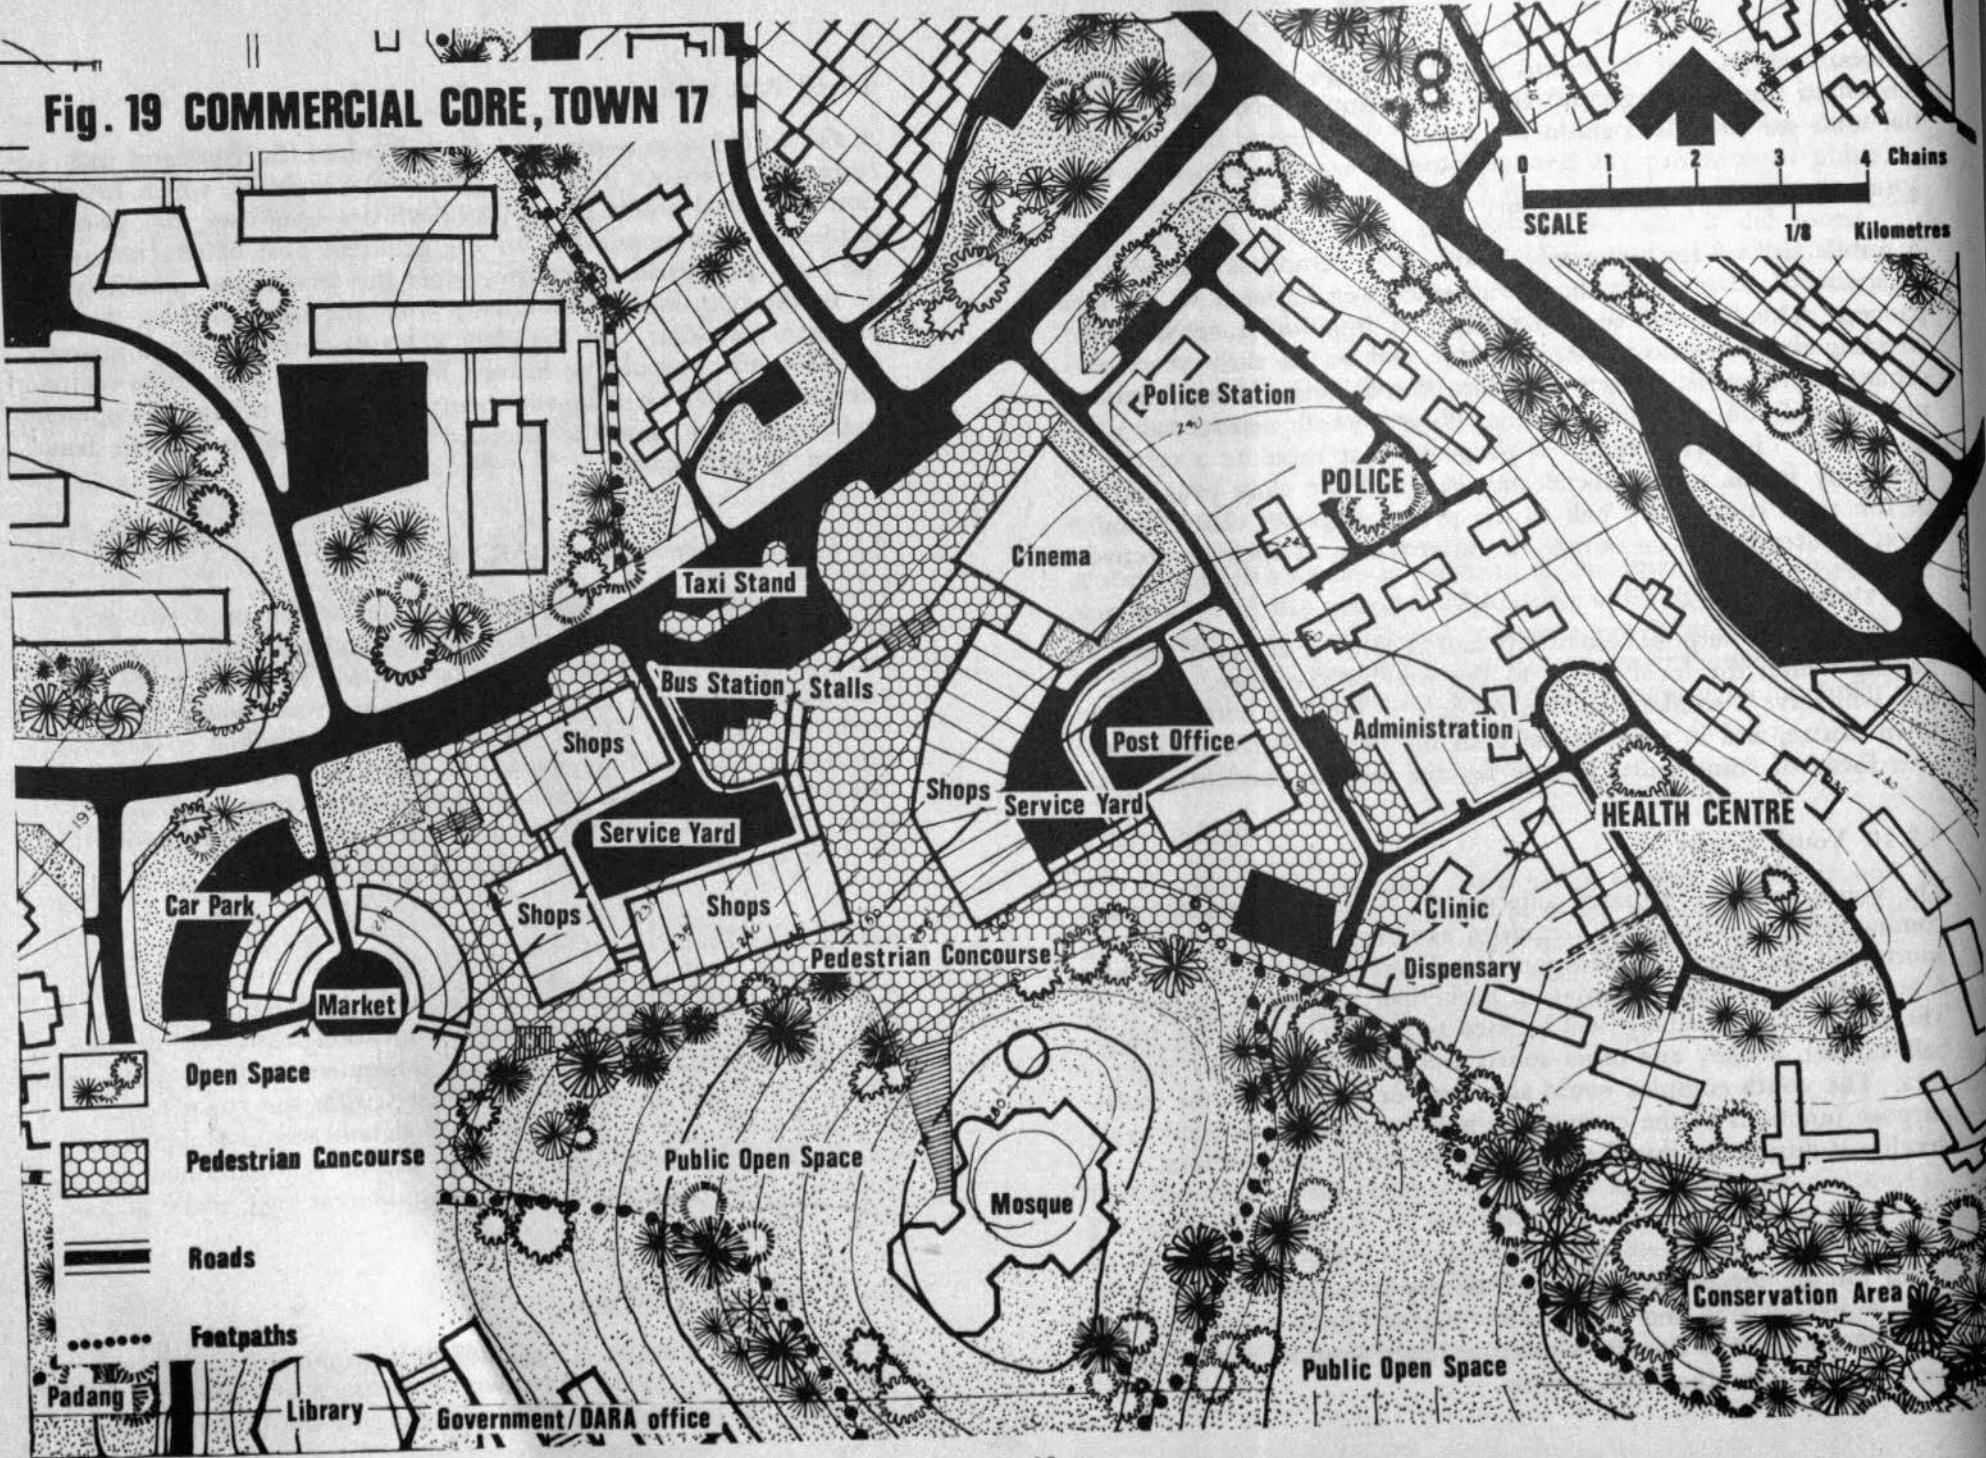 Fig. 19 COMMERCIAL CORE, TOWN 17
0 1 2 3 4 Chains
SCALE
1/8 Kilometres
Police Station
240
POLICE
Cinema
Taxi Stand
Bus Station
Stalls
Shops
Post Office
Administration
Shops
Service Yard
Service Yard
HEALTH CENTRE
Car Park
Shops
Shops
Clinic
Pedestrian Concourse
Dispensary
Market
Open Space
Pedestrian Concourse
Public Open Space
Mosque
Roads
Conservation Area
Footpaths
Public Open Space
Padang
Library
Government/DARA office